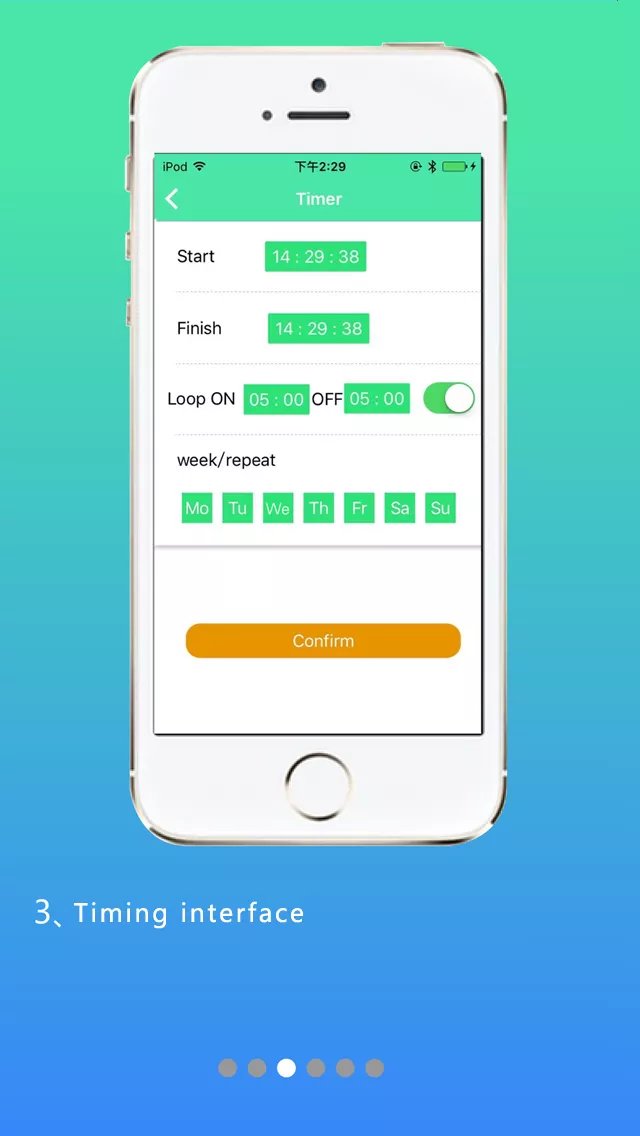 iPod 下午2:29
Timer
Start 14 : 29 : 38
Finish 14 : 29 : 38
Loop ON 05 : 00 OFF 05 : 00
week/repeat
Mo Tu We Th Fr Sa Su
Confirm
3、Timing interface